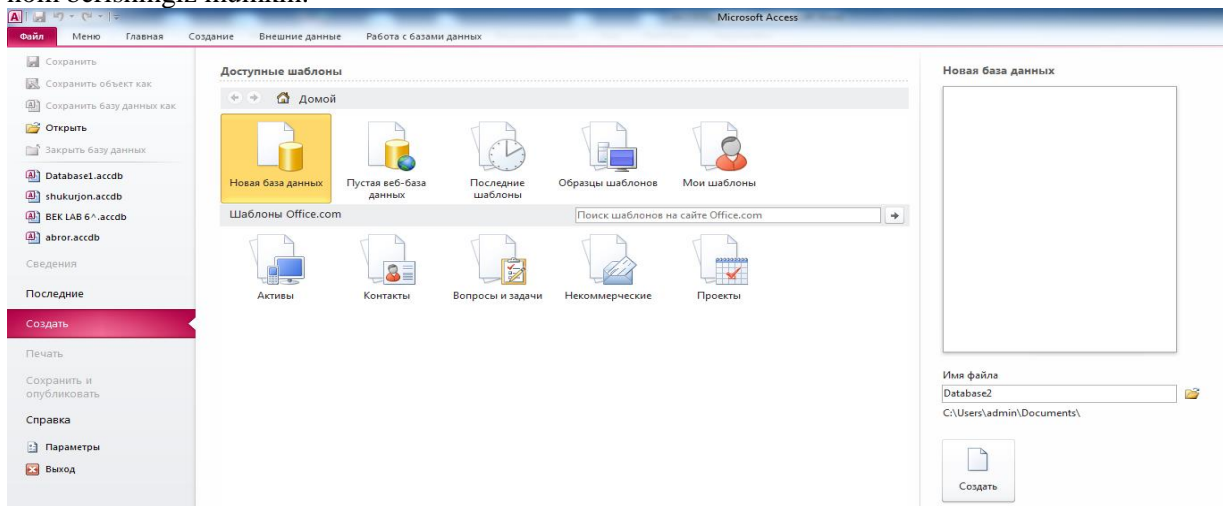 nom berishingiz mumkin.
Microsoft Access
Файл Меню Главная Создание Внешние данные Работа с базами данных
Сохранить
Сохранить объект как
Сохранить базу данных как
Открыть
Закрыть базу данных
Database1.accdb
shukurjon.accdb
BEK LAB 6^.accdb
abror.accdb
Сведения
Последние
Создать
Печать
Сохранить и
опубликовать
Справка
Параметры
Выход
Доступные шаблоны
Домой
Новая база данных
Пустая веб-база
данных
Последние
шаблоны
Образцы шаблонов
Мои шаблоны
Шаблоны Office.com
Поиск шаблонов на сайте Office.com
Активы
Контакты
Вопросы и задачи
Некоммерческие
Проекты
Новая база данных
Имя файла
Database2
C:\Users\admin\Documents\
Создать